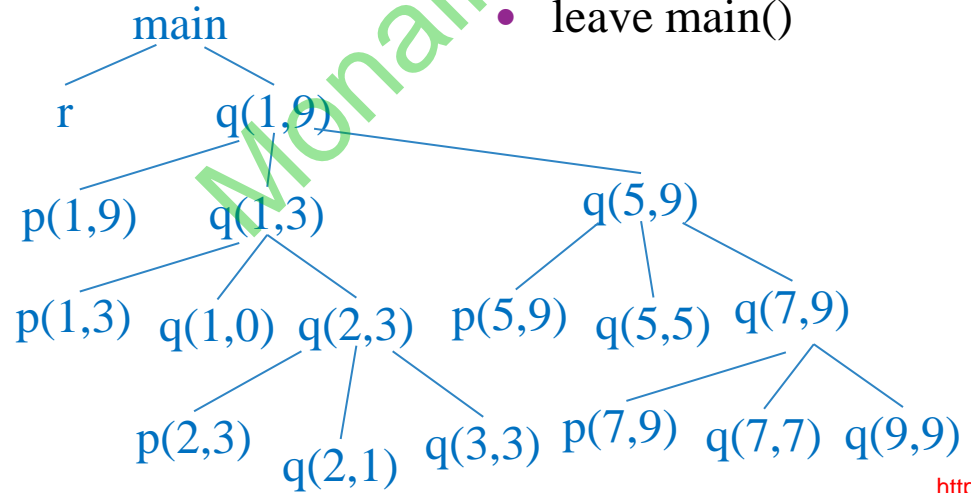 main
• leave main()
r q(1,9)
p(1,9) q(1,3) q(5,9)
p(1,3) q(1,0) q(2,3) p(5,9) q(5,5) q(7,9)
p(2,3) q(2,1) q(3,3) p(7,9) q(7,7) q(9,9)